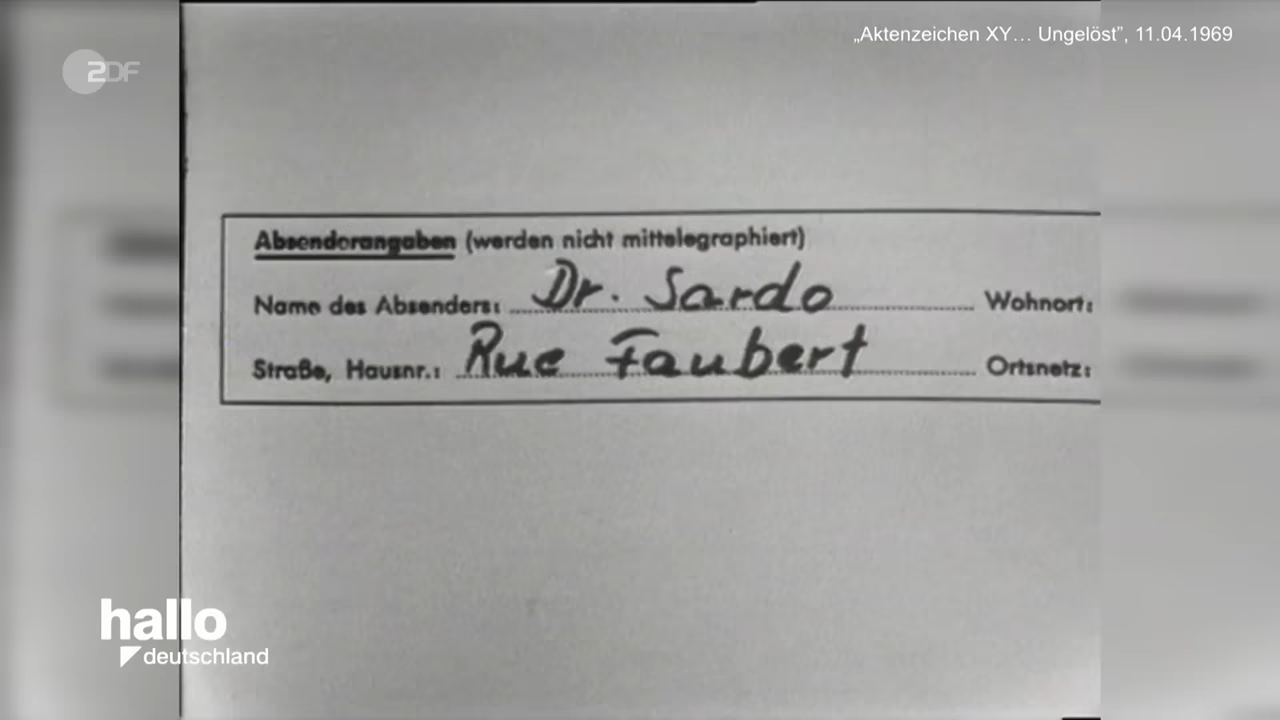 „Aktenzeichen XY... Ungelöst”, 11.04.1969
ZDF
Absenderangaben (werden nicht mittelegraphiert)
Name des Absenders: Dr. Sardo Wohnort:
Straße, Hausnr.: Rue Faubert Ortsnetz:
hallo
deutschland